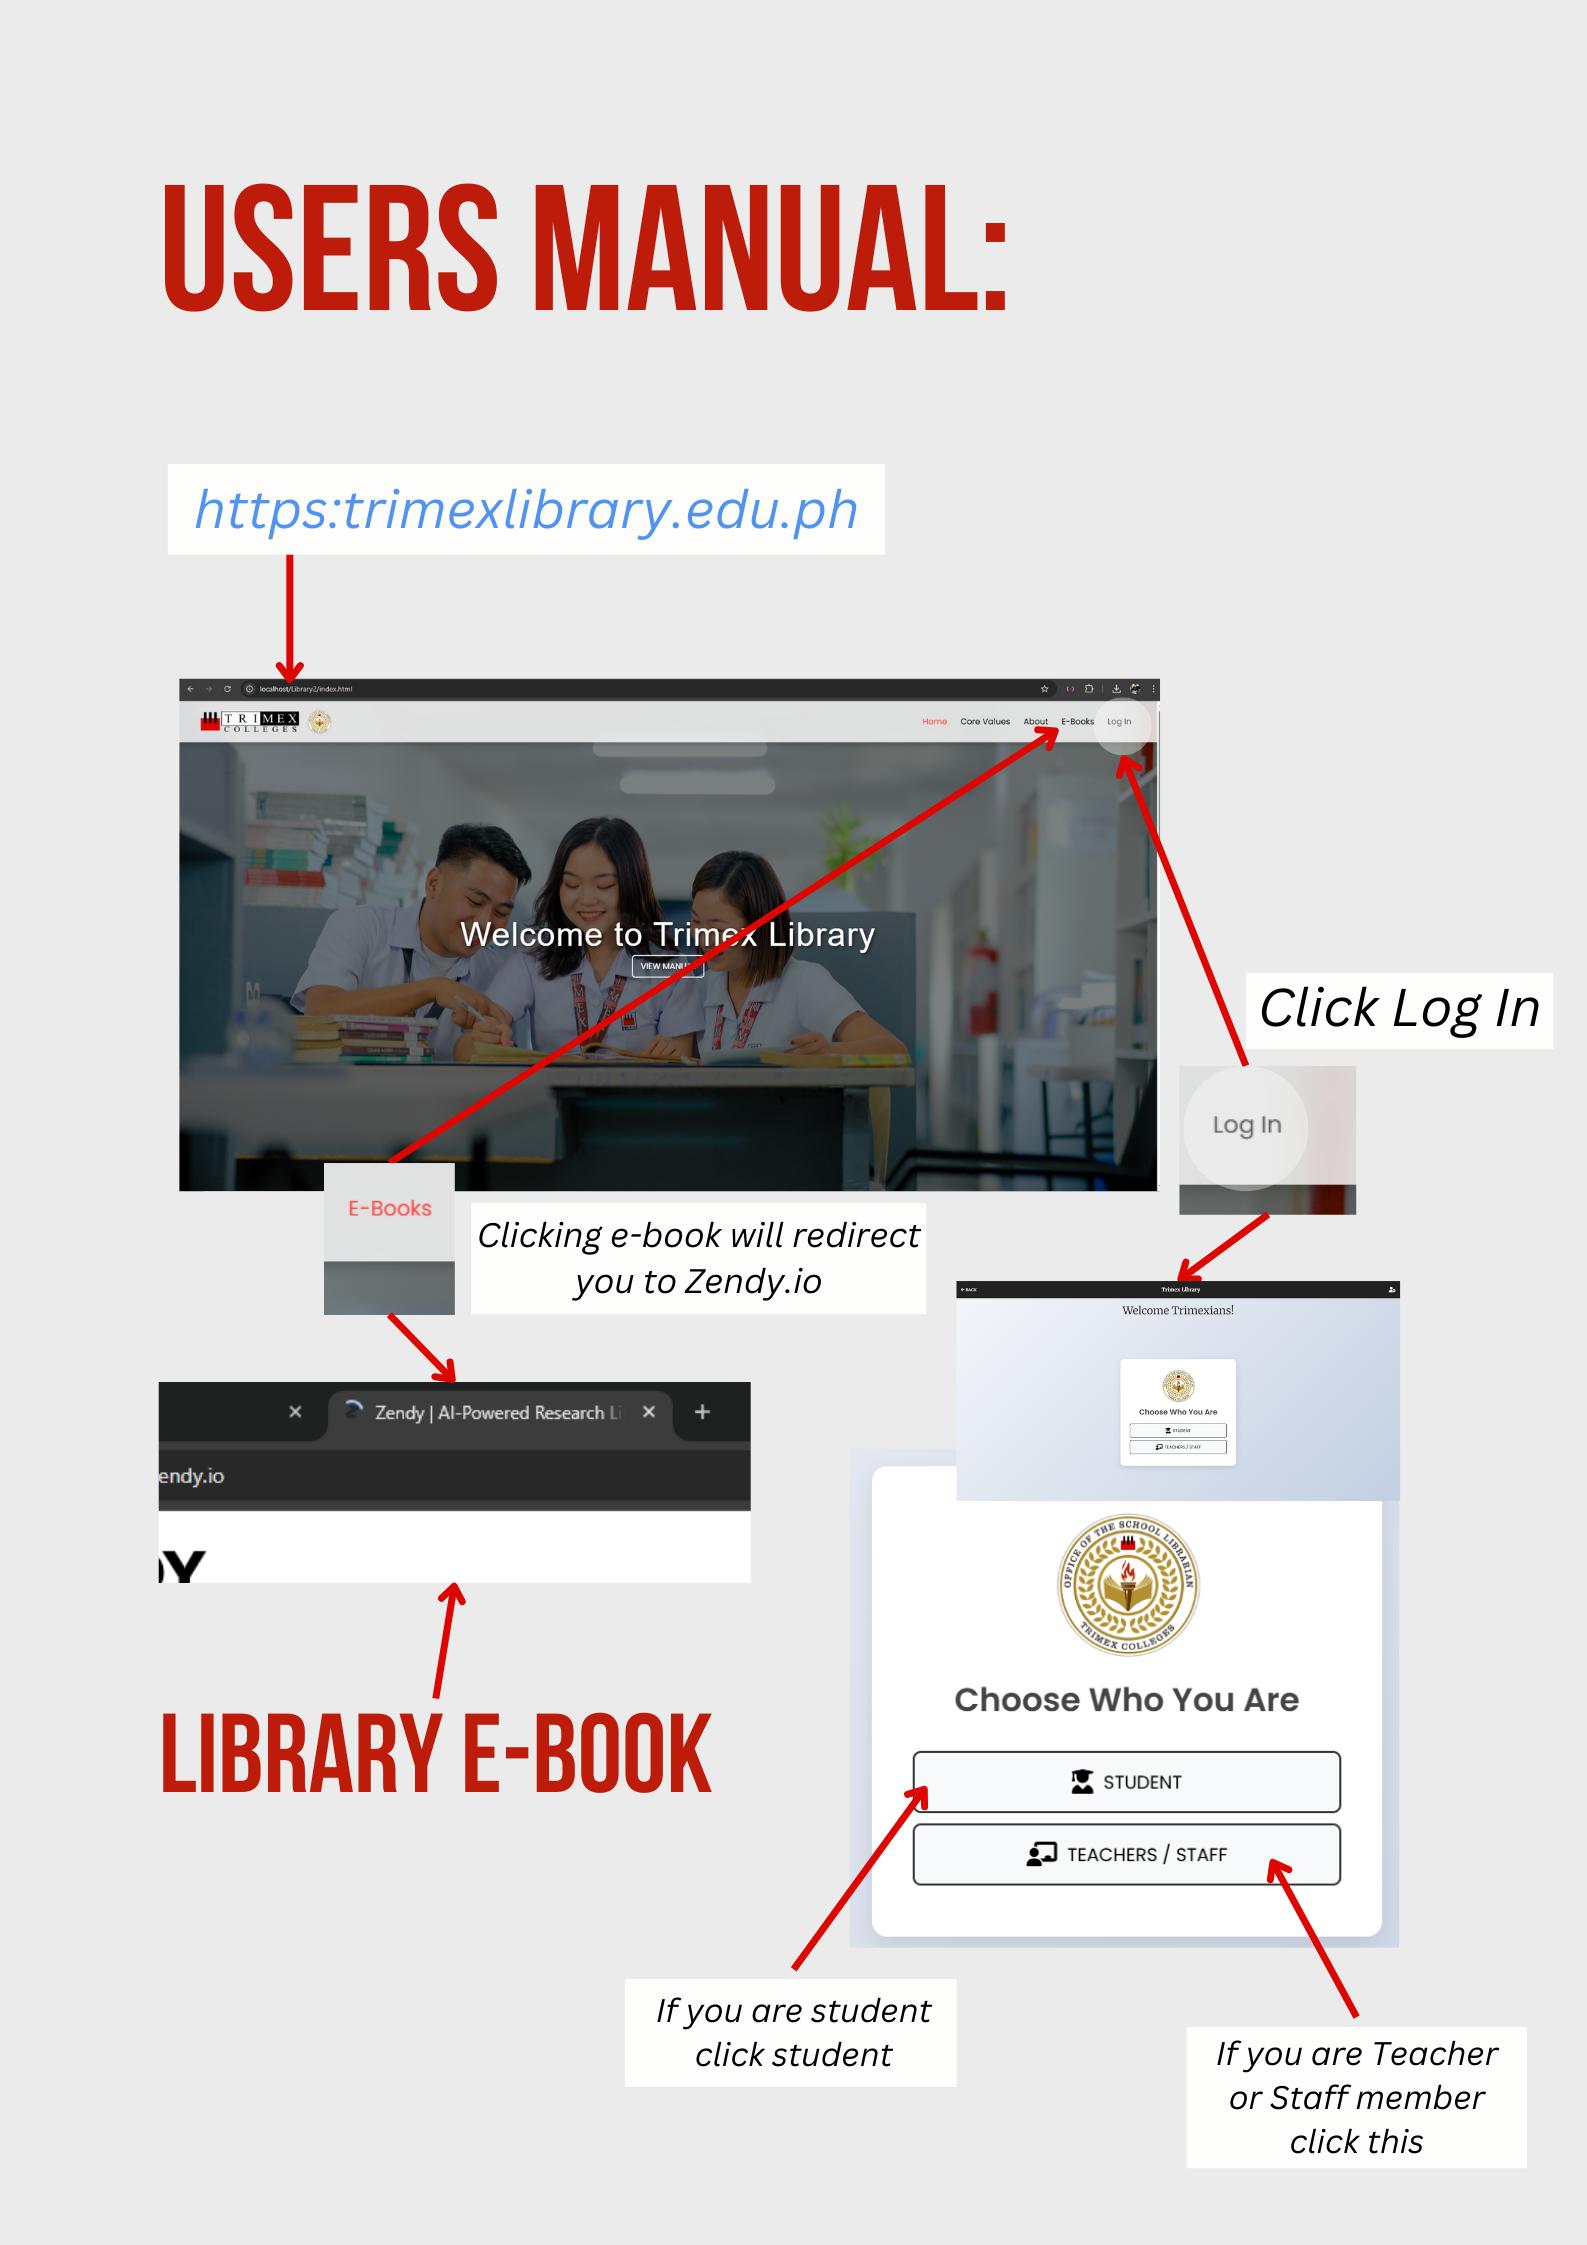 USERS MANUAL:
https:trimexlibrary.edu.ph
localhost/Library2/index.html
TRIMEX
COLLEGES
Home Core Values About E-Books Log In
Welcome to Trimex Library
VIEW MANUAL
Click Log In
Log In
E-Books
Clicking e-book will redirect
you to Zendy.io
BACK Trimex Library
Welcome Trimexians!
Choose Who You Are
STUDENT
TEACHERS / STAFF
Zendy | AI-Powered Research Li
endy.io
DY
LIBRARY E-BOOK
OFFICE OF THE SCHOOL LIBRARIAN
TRIMEX COLLEGES
Choose Who You Are
STUDENT
TEACHERS / STAFF
If you are student
click student
If you are Teacher
or Staff member
click this